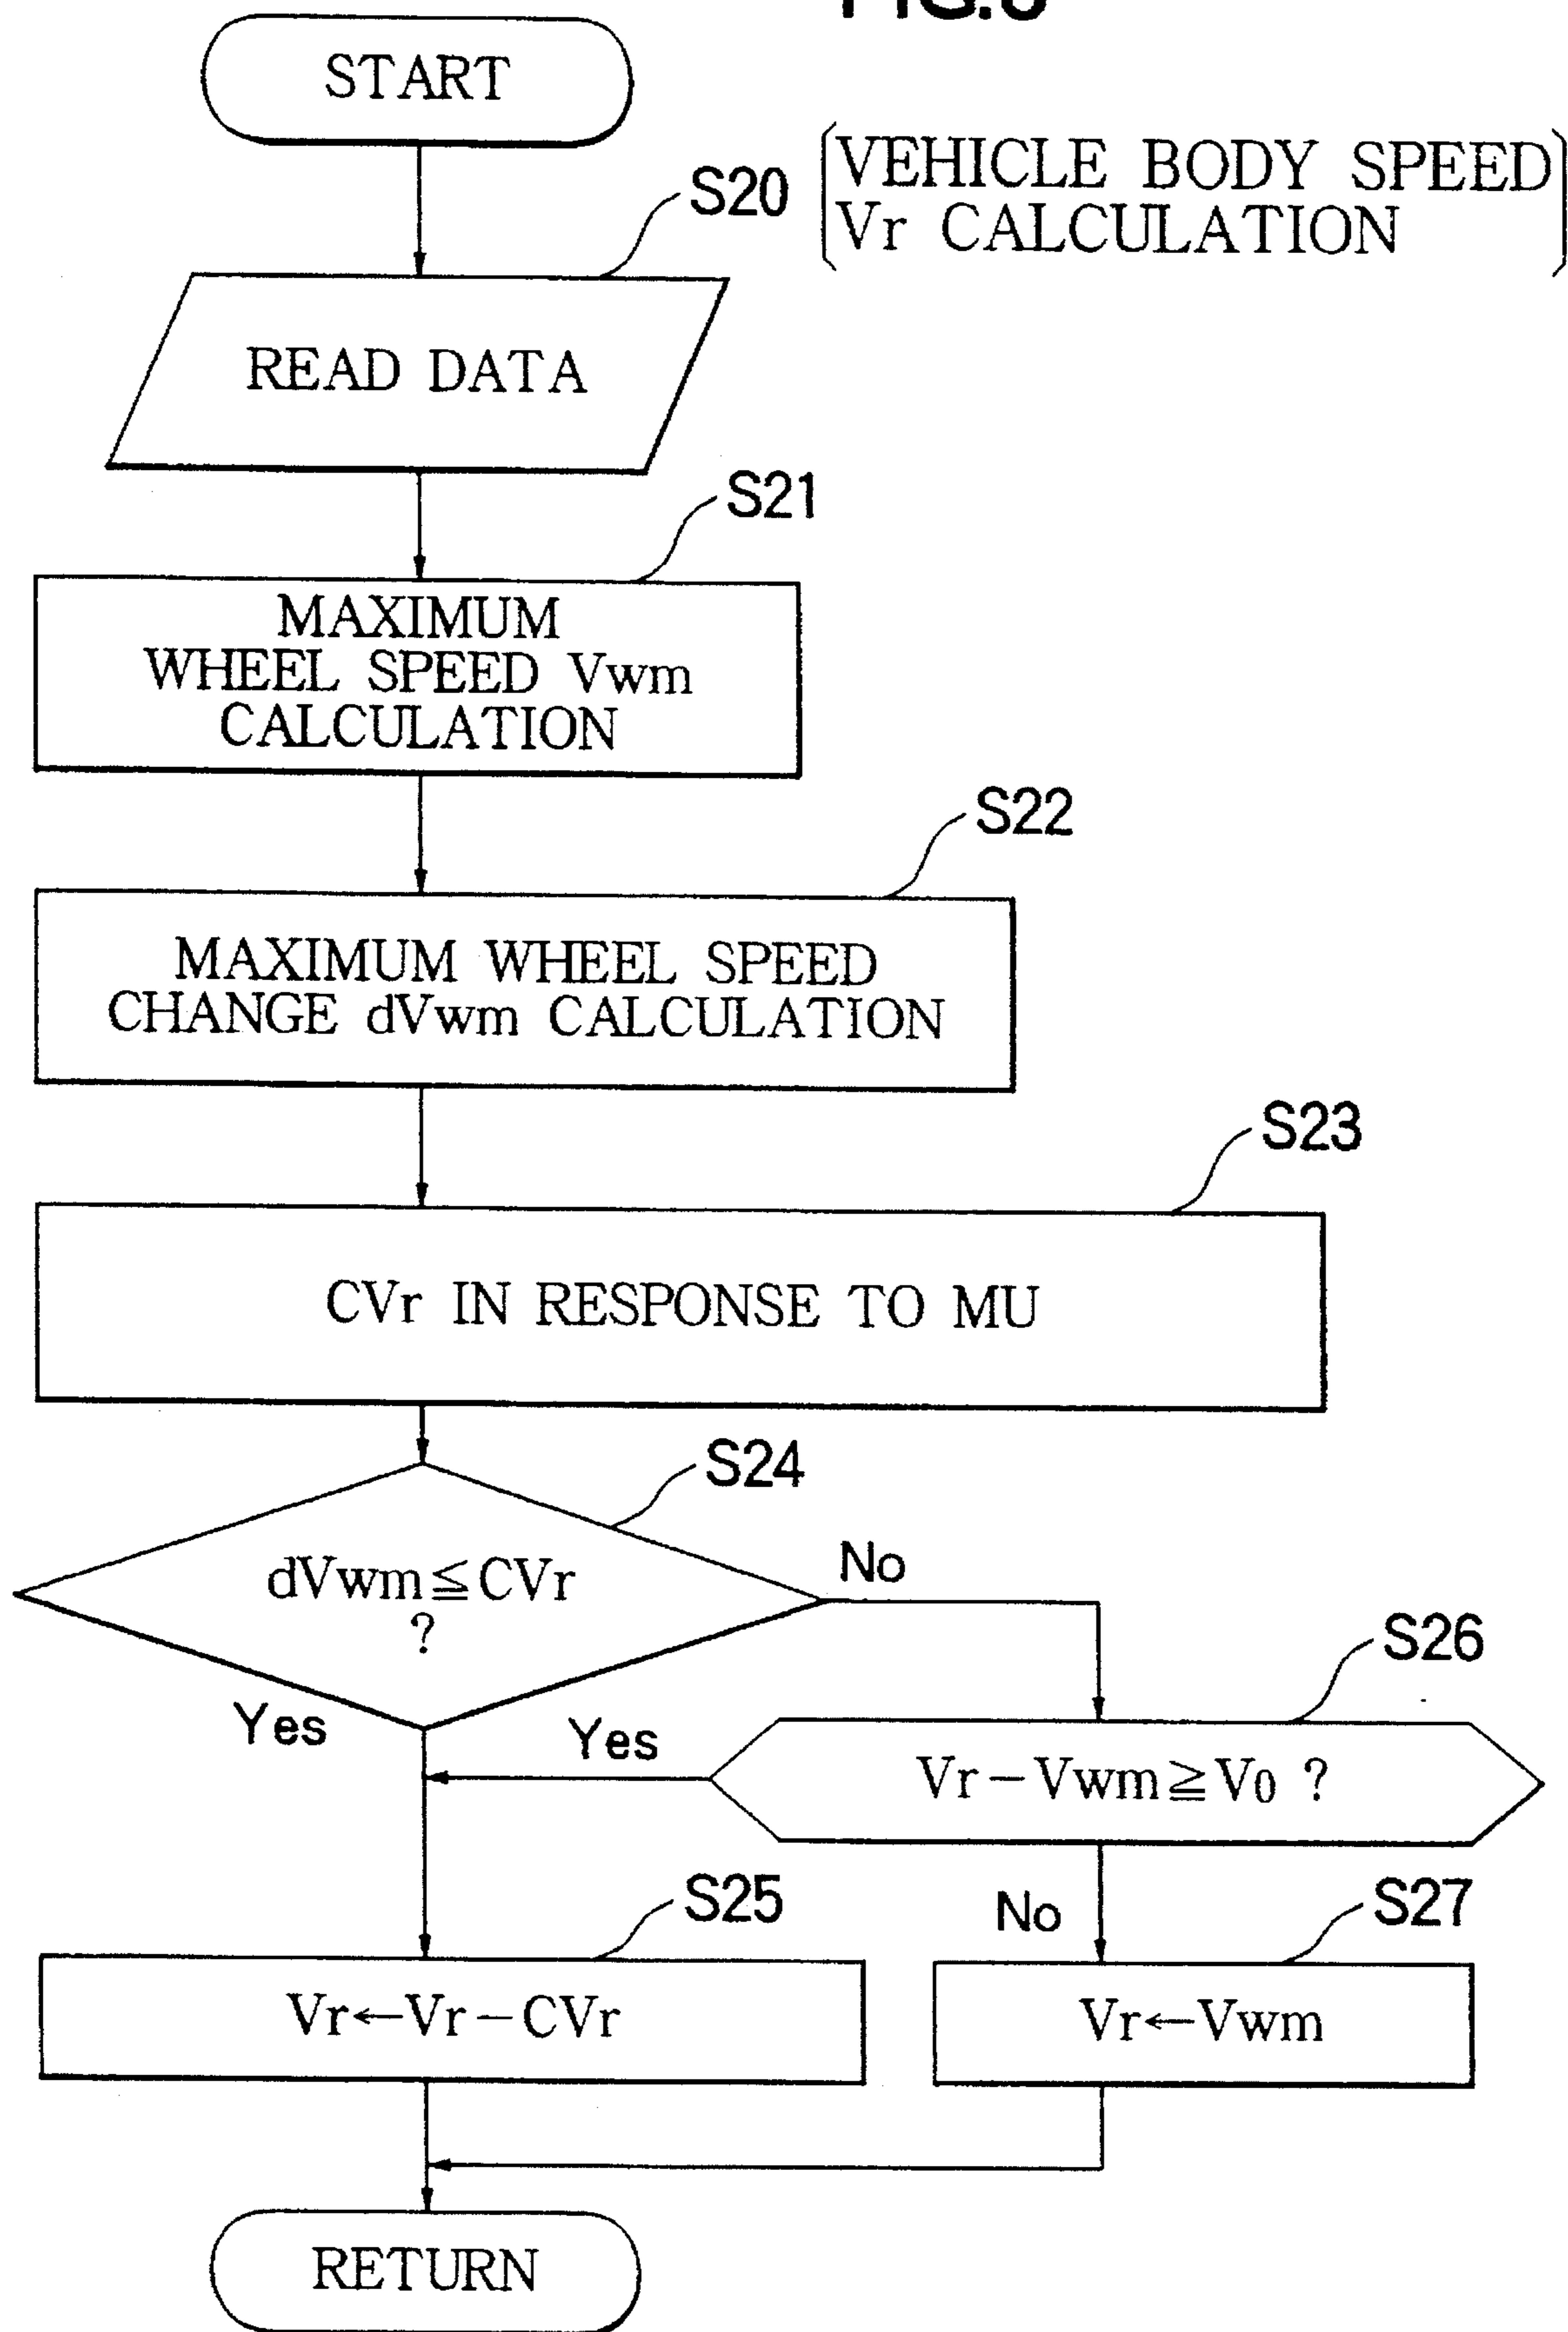 START
VEHICLE BODY SPEED
Vr CALCULATION
S20
READ DATA
S21
MAXIMUM
WHEEL SPEED Vwm
CALCULATION
S22
MAXIMUM WHEEL SPEED
CHANGE dVwm CALCULATION
S23
CVr IN RESPONSE TO MU
S24
dVwm≦CVr
?
No
Yes
S26
Yes
Vr−Vwm≧V0 ?
S25
No
S27
Vr←Vr−CVr
Vr←Vwm
RETURN